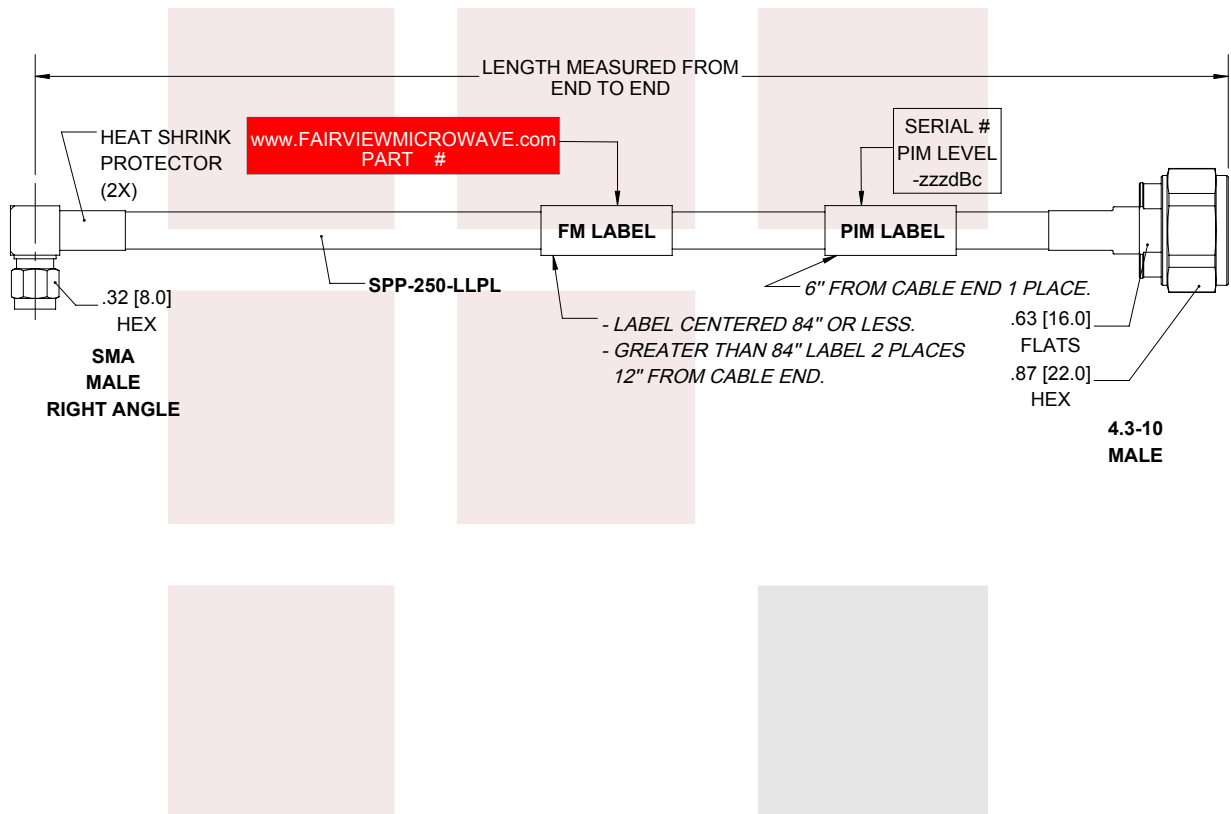 LENGTH MEASURED FROM
END TO END
HEAT SHRINK
PROTECTOR
(2X)
www.FAIRVIEWMICROWAVE.com
PART #
SERIAL #
PIM LEVEL
-zzzdBc
FM LABEL
PIM LABEL
SPP-250-LLPL
.32 [8.0]
HEX
SMA
MALE
RIGHT ANGLE
- LABEL CENTERED 84" OR LESS.
- GREATER THAN 84" LABEL 2 PLACES
12" FROM CABLE END.
6" FROM CABLE END 1 PLACE.
.63 [16.0]
FLATS
.87 [22.0]
HEX
4.3-10
MALE